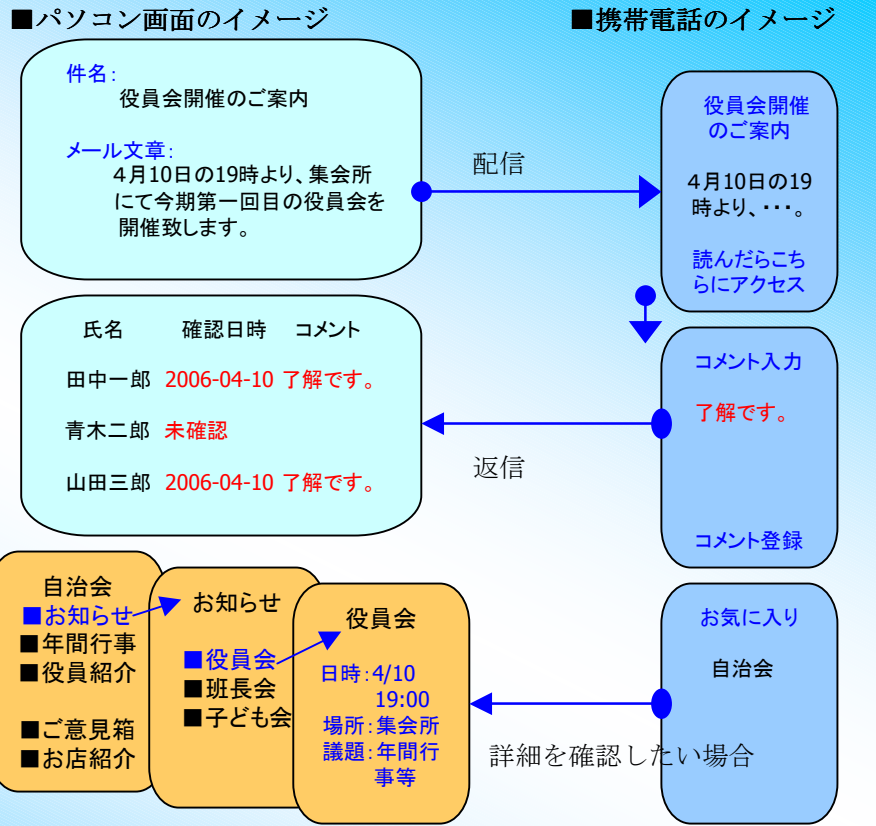 ■パソコン画面のイメージ
■携帯電話のイメージ
件名:
役員会開催のご案内
メール文章:
４月10日の19時より、集会所
にて今期第一回目の役員会を
開催致します。
配信
役員会開催
のご案内
４月10日の19
時より、・・・。
読んだらこち
らにアクセス
氏名 確認日時 コメント
田中一郎 2006-04-10 了解です。
青木二郎 未確認
山田三郎 2006-04-10 了解です。
返信
コメント入力
了解です。
コメント登録
自治会
■お知らせ
■年間行事
■役員紹介
■ご意見箱
■お店紹介
お知らせ
■役員会
■班長会
■子ども会
役員会
日時:4/10
19:00
場所:集会所
議題:年間行
事等
詳細を確認したい場合
お気に入り
自治会